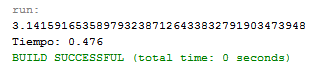 run:
3.1415916535897932387126433832791903473948
Tiempo: 0.476
BUILD SUCCESSFUL (total time: 0 seconds)